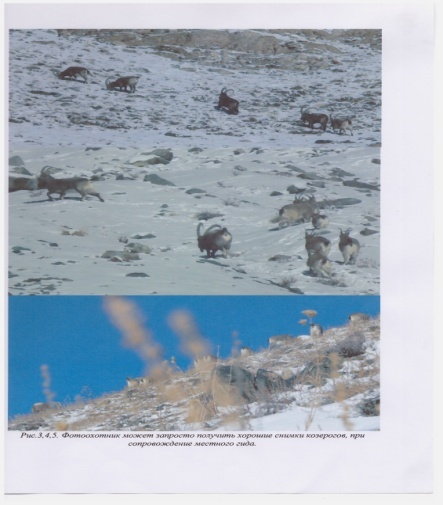 Рис.3,4,5. Фотоохотник может запросто получить хорошие снимки козерогов, при
сопровождение местного гида.